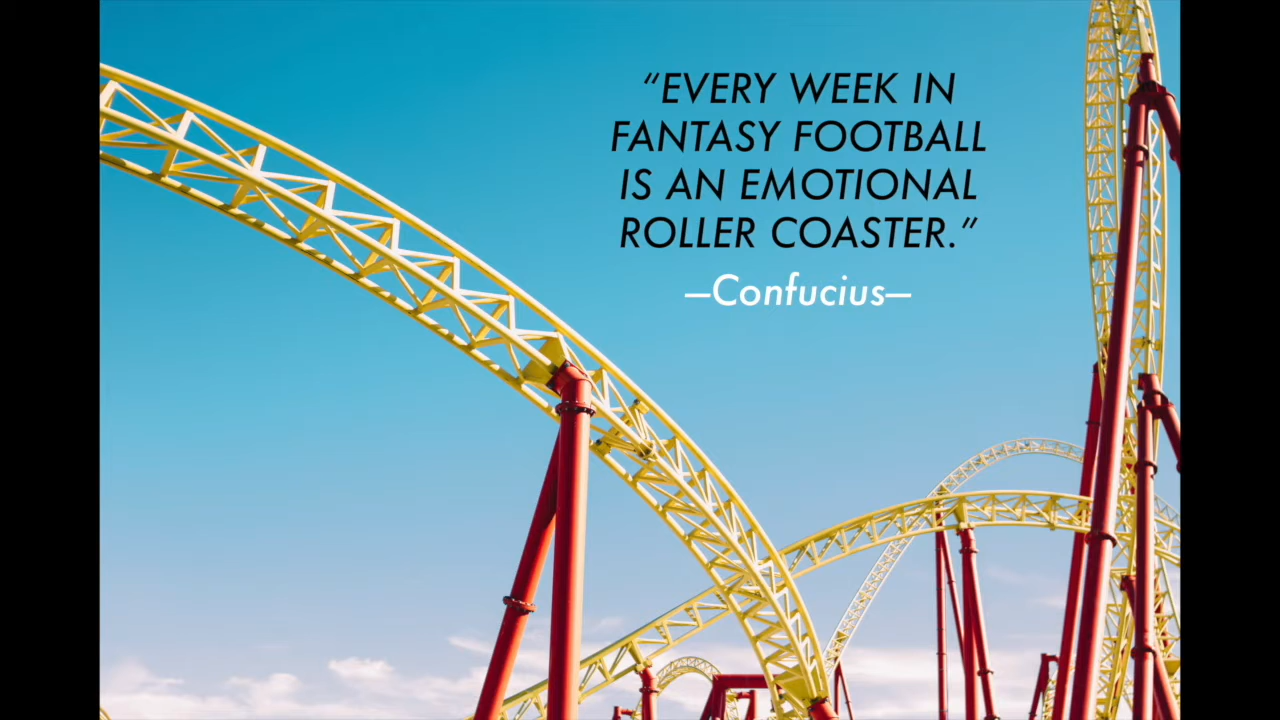 “EVERY WEEK IN
FANTASY FOOTBALL
IS AN EMOTIONAL
ROLLER COASTER.”
—Confucius—